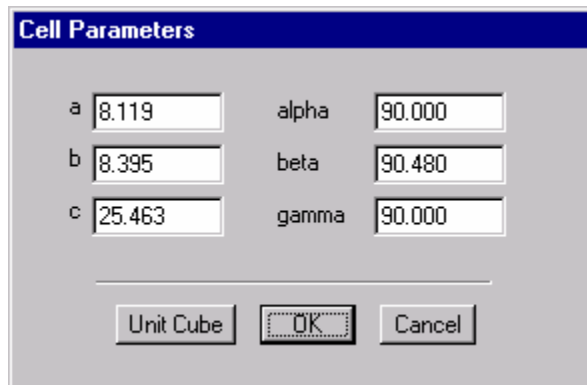 Cell Parameters
a 8.119 alpha 90.000
b 8.395 beta 90.480
c 25.463 gamma 90.000
Unit Cube OK Cancel